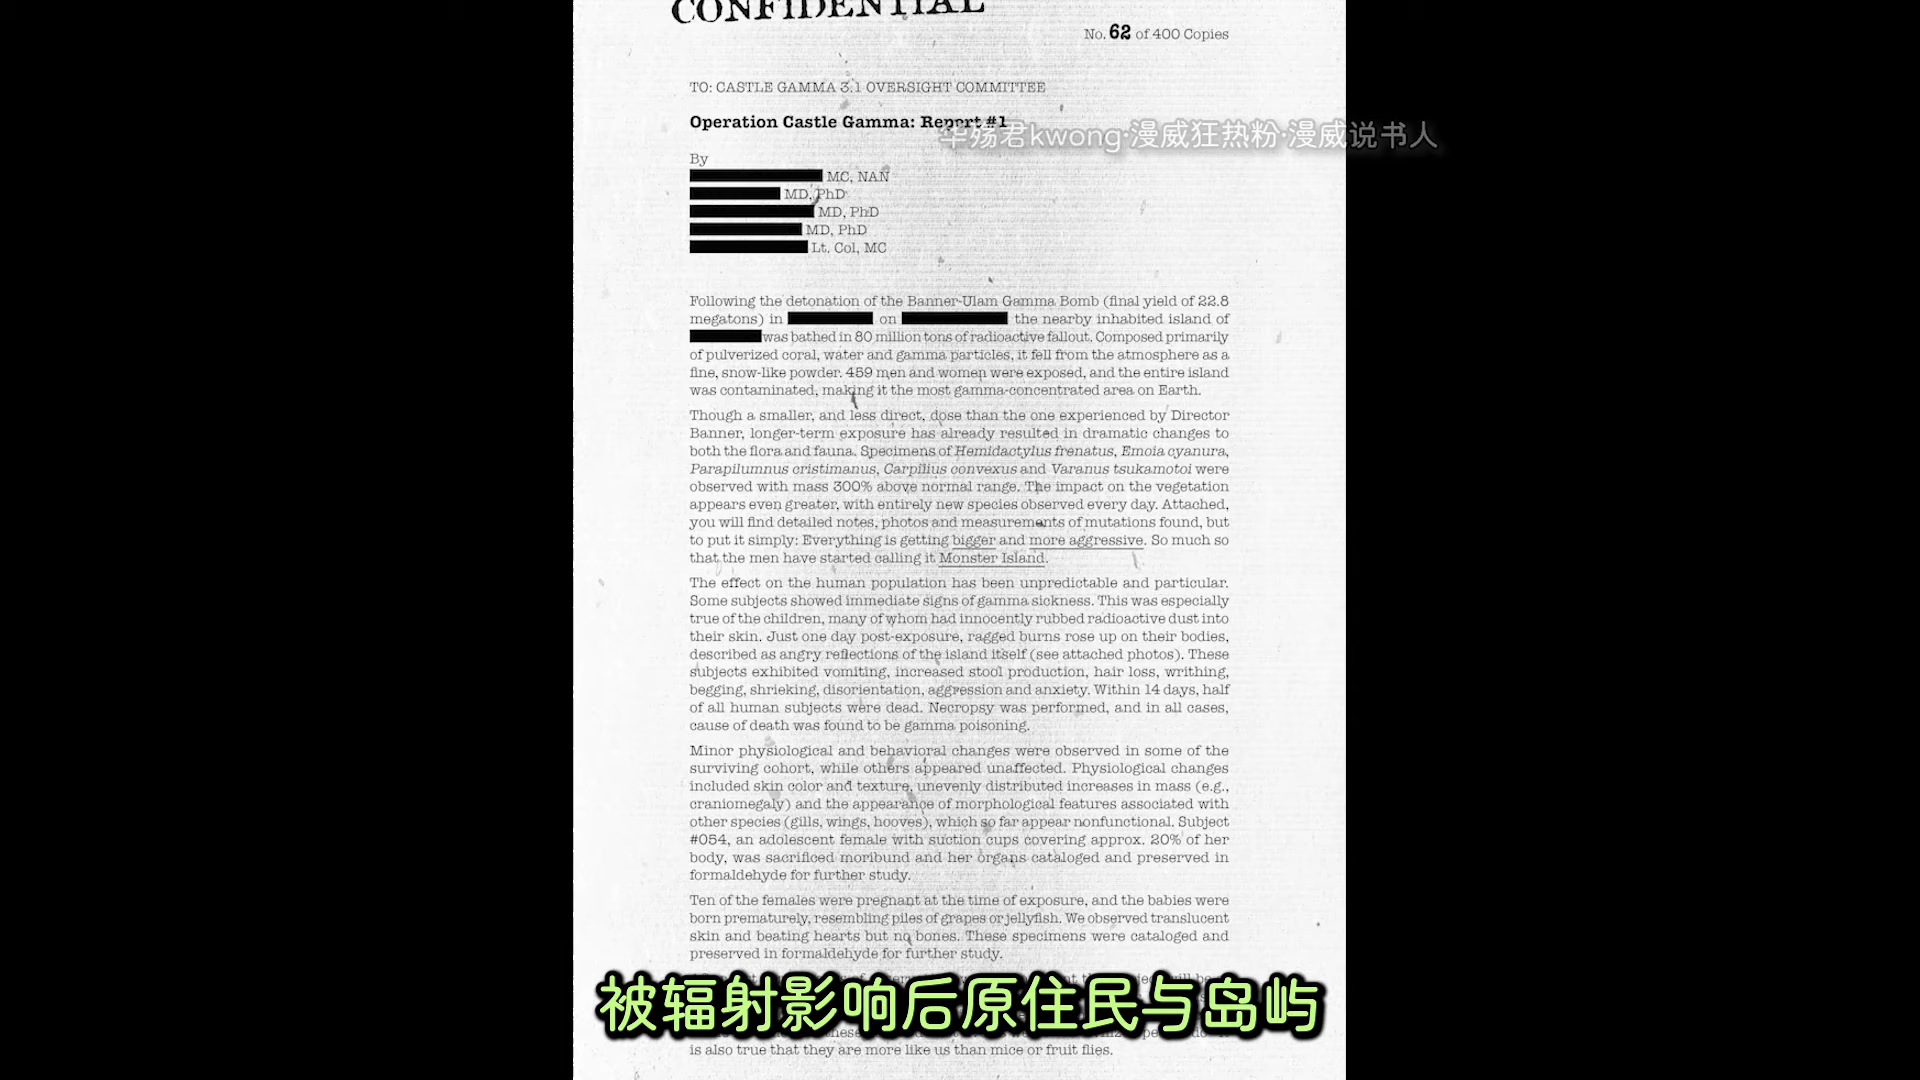 CONFIDENTIAL
No. 62 of 400 Copies
TO: CASTLE GAMMA 3.1 OVERSIGHT COMMITTEE
Operation Castle Gamma: Report #1
华殇君kwong·漫威狂热粉·漫威说书人
By
MC, NAN
MD, PhD
MD, PhD
MD, PhD
Lt. Col, MC
Following the detonation of the Banner-Ulam Gamma Bomb (final yield of 22.8
megatons) in on the nearby inhabited island of
was bathed in 80 million tons of radioactive fallout. Composed primarily
of pulverized coral, water and gamma particles, it fell from the atmosphere as a
fine, snow-like powder. 459 men and women were exposed, and the entire island
was contaminated, making it the most gamma-concentrated area on Earth.
Though a smaller, and less direct, dose than the one experienced by Director
Banner, longer-term exposure has already resulted in dramatic changes to
both the flora and fauna. Specimens of Hemidactylus frenatus, Emoia cyanura,
Parapilumnus cristimanus, Carpilius convexus and Varanus tsukamotoi were
observed with mass 300% above normal range. The impact on the vegetation
appears even greater, with entirely new species observed every day. Attached,
you will find detailed notes, photos and measurements of mutations found, but
to put it simply: Everything is getting bigger and more aggressive. So much so
that the men have started calling it Monster Island.
The effect on the human population has been unpredictable and particular.
Some subjects showed immediate signs of gamma sickness. This was especially
true of the children, many of whom had innocently rubbed radioactive dust into
their skin. Just one day post-exposure, ragged burns rose up on their bodies,
described as angry reflections of the island itself (see attached photos). These
subjects exhibited vomiting, increased stool production, hair loss, writhing,
begging, shrieking, disorientation, aggression and anxiety. Within 14 days, half
of all human subjects were dead. Necropsy was performed, and in all cases,
cause of death was found to be gamma poisoning.
Minor physiological and behavioral changes were observed in some of the
surviving cohort, while others appeared unaffected. Physiological changes
included skin color and texture, unevenly distributed increases in mass (e.g.,
craniomegaly) and the appearance of morphological features associated with
other species (gills, wings, hooves), which so far appear nonfunctional. Subject
#054, an adolescent female with suction cups covering approx. 20% of her
body, was sacrificed moribund and her organs cataloged and preserved in
formaldehyde for further study.
Ten of the females were pregnant at the time of exposure, and the babies were
born prematurely, resembling piles of grapes or jellyfish. We observed translucent
skin and beating hearts but no bones. These specimens were cataloged and
preserved in formaldehyde for further study.
被辐射影响后原住民与岛屿
is also true that they are more like us than mice or fruit flies.